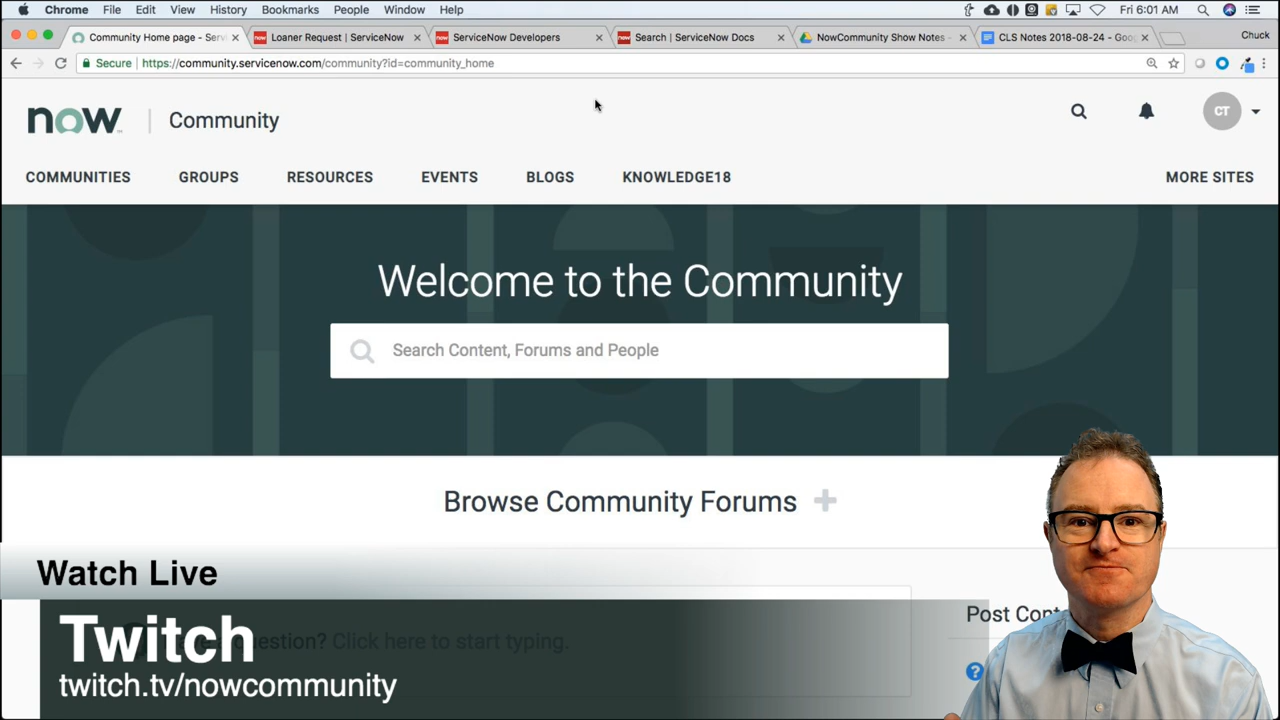 Chrome File Edit View History Bookmarks People Window Help Fri 6:01 AM
Community Home page - Serv Loaner Request | ServiceNow ServiceNow Developers Search | ServiceNow Docs NowCommunity Show Notes - CLS Notes 2018-08-24 - Goog Chuck
Secure https://community.servicenow.com/community?id=community_home
now Community CT
COMMUNITIES GROUPS RESOURCES EVENTS BLOGS KNOWLEDGE18 MORE SITES
Welcome to the Community
Search Content, Forums and People
Browse Community Forums
Watch Live
Post Cont
Twitch
question? Click here to start typing.
twitch.tv/nowcommunity